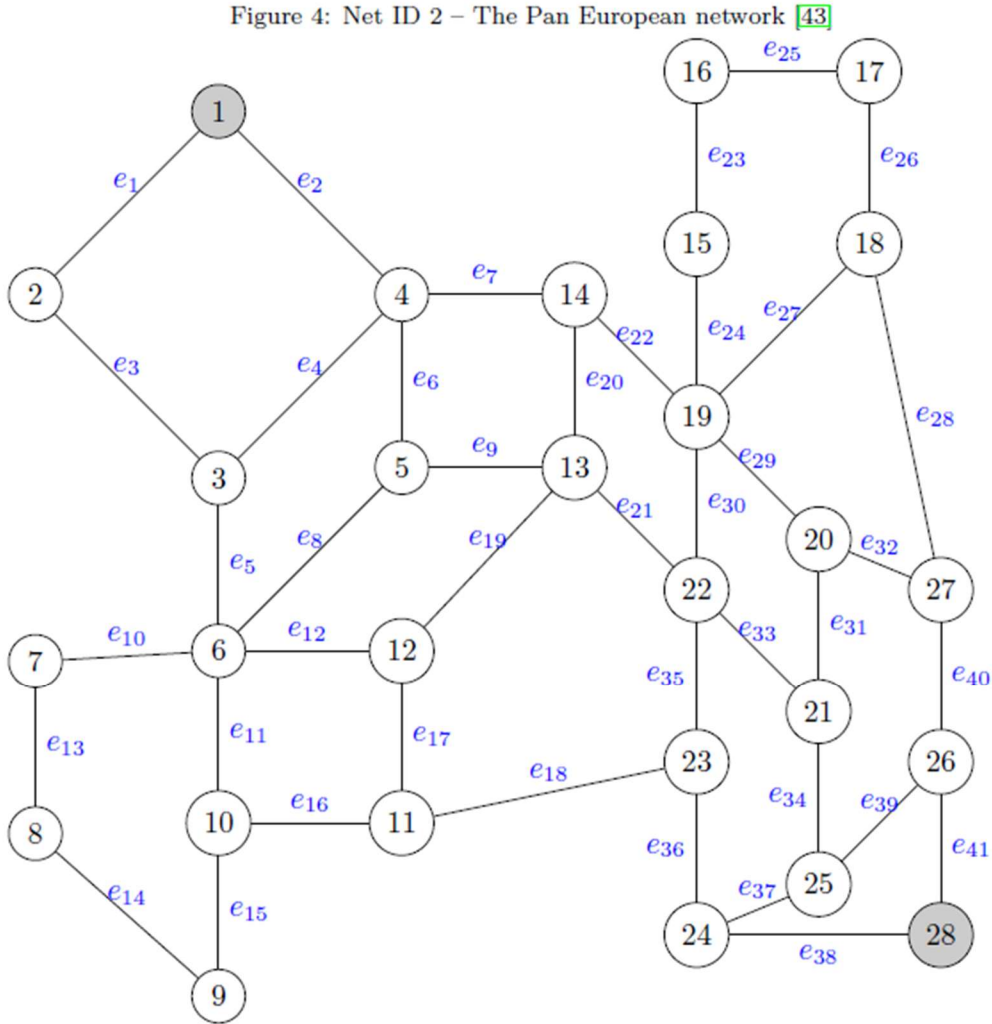 Figure 4: Net ID 2 – The Pan European network [43]
16 e25 17
1
e1 e2 e23 e26
15 18
2 4 e7 14
e22 e24 e27
e3 e4 e6 e20
19 e28
3 5 e9 13 e29
e21 e30
e5 e8 e19 20 e32
22 27
e10 e12 e33 e31
7 6 12
e35 e40
21
e13 e11 e17
e18 23 26
8 10 e16 11 e34 e39
e36 e41
e14 e15 e37 25
24 e38 28
9